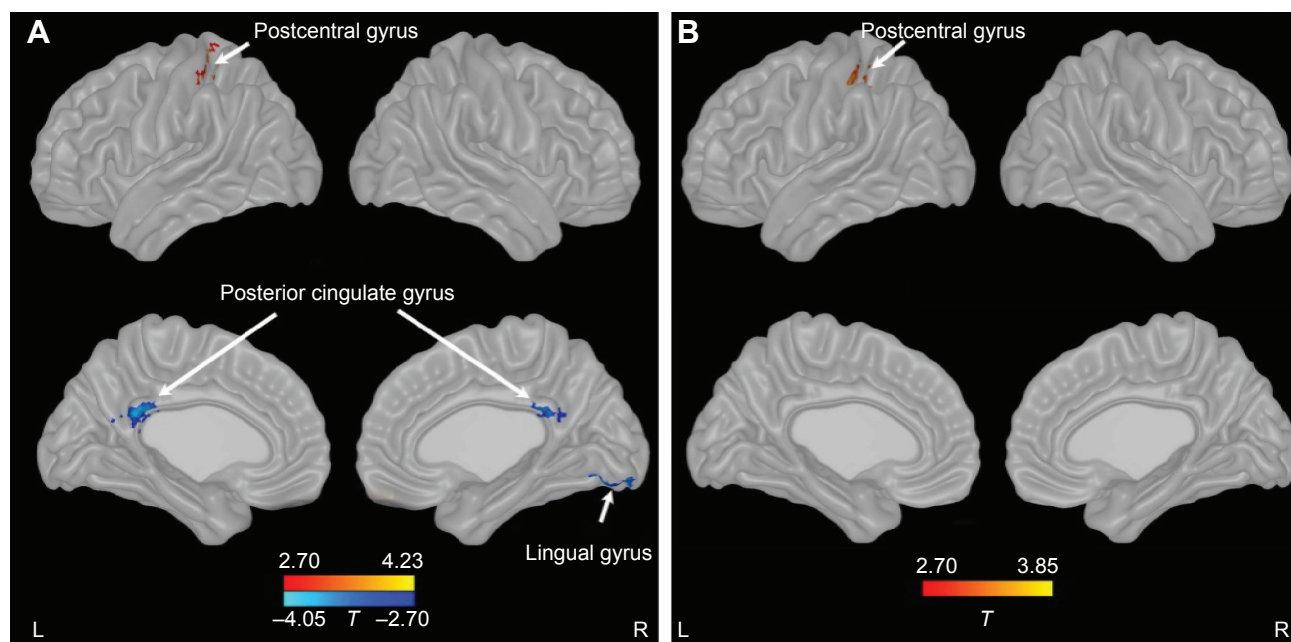 A
Postcentral gyrus
Posterior cingulate gyrus
Lingual gyrus
2.70 4.23
–4.05 T –2.70
L R
B
Postcentral gyrus
2.70 3.85
T
L R